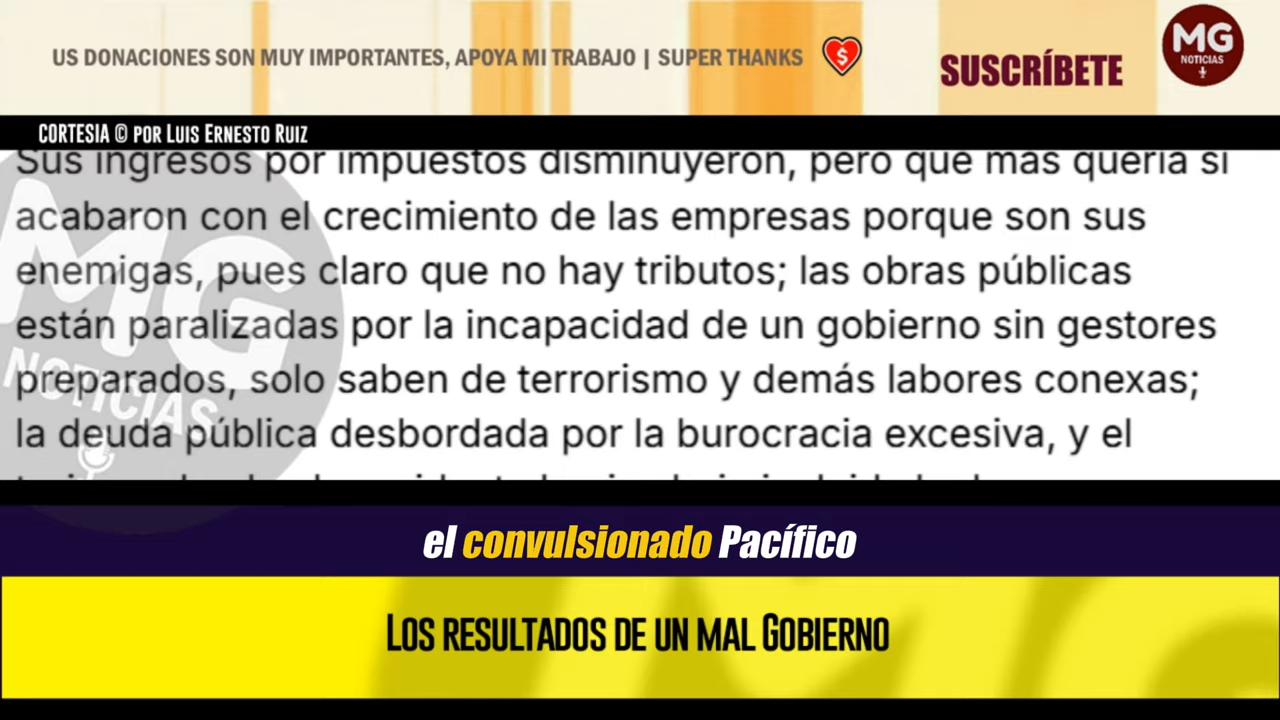 US DONACIONES SON MUY IMPORTANTES, APOYA MI TRABAJO | SUPER THANKS
$
SUSCRÍBETE
MG
NOTICIAS
CORTESIA © POR LUIS ERNESTO RUIZ
Sus ingresos por impuestos disminuyeron, pero que más quería si
acabaron con el crecimiento de las empresas porque son sus
enemigas, pues claro que no hay tributos; las obras públicas
están paralizadas por la incapacidad de un gobierno sin gestores
preparados, solo saben de terrorismo y demás labores conexas;
la deuda pública desbordada por la burocracia excesiva, y el
MG
NOTICIAS
el convulsionado Pacífico
LOS RESULTADOS DE UN MAL GOBIERNO